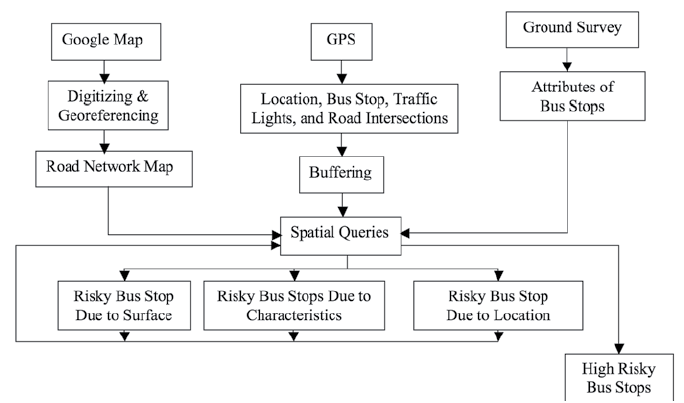 Google Map
GPS
Ground Survey
Digitizing &
Georeferencing
Location, Bus Stop, Traffic
Lights, and Road Intersections
Attributes of
Bus Stops
Road Network Map
Buffering
Spatial Queries
Risky Bus Stop
Due to Surface
Risky Bus Stops Due to
Characteristics
Risky Bus Stop
Due to Location
High Risky
Bus Stops